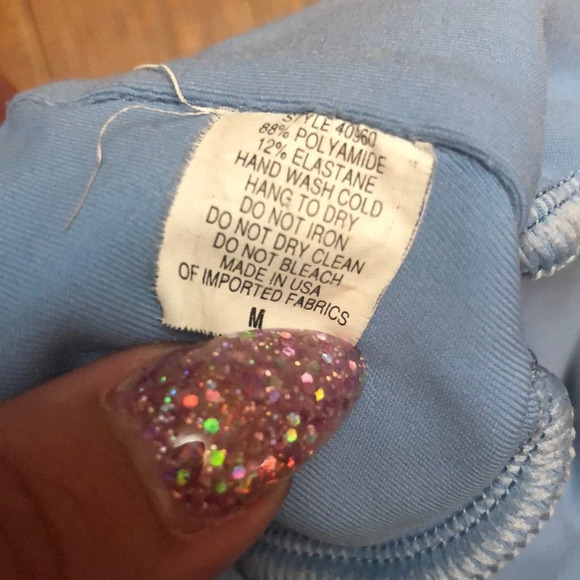 STYLE 40960
88% POLYAMIDE
12% ELASTANE
HAND WASH COLD
HANG TO DRY
DO NOT IRON
DO NOT DRY CLEAN
DO NOT BLEACH
MADE IN USA
OF IMPORTED FABRICS
M